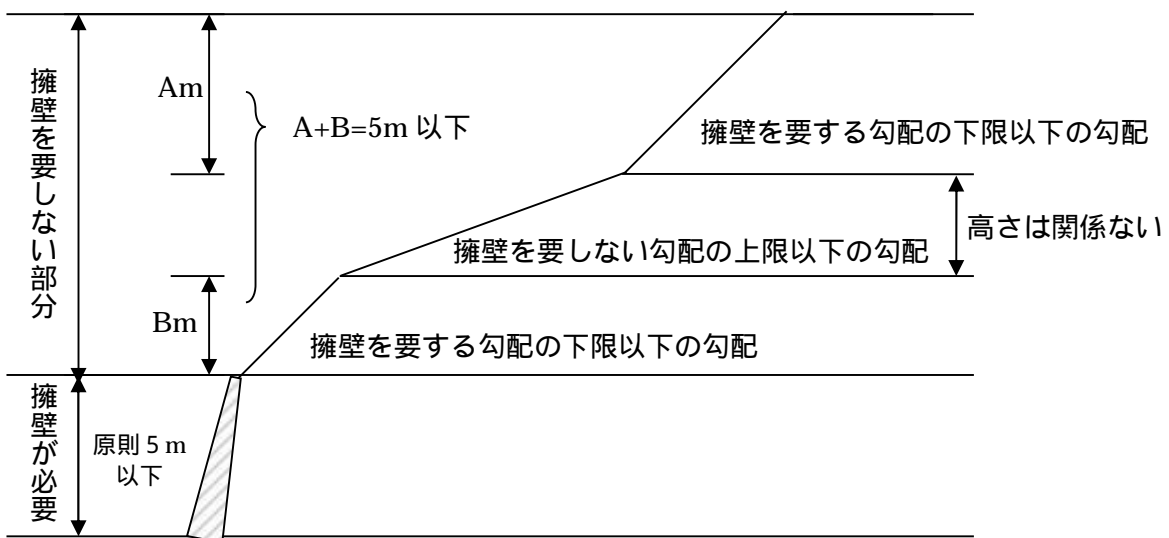 擁壁を要しない部分
Am
A+B=5m 以下
擁壁を要する勾配の下限以下の勾配
高さは関係ない
擁壁を要しない勾配の上限以下の勾配
Bm
擁壁を要する勾配の下限以下の勾配
擁壁が必要
原則 5 m
以下